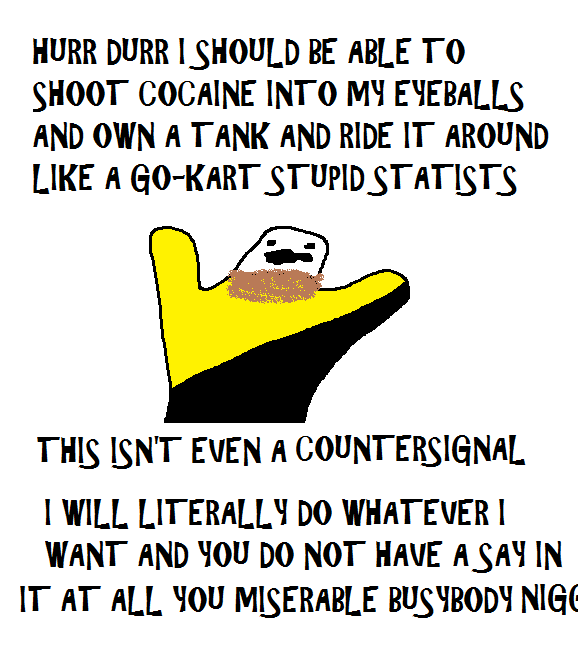 HURR DURR I SHOULD BE ABLE TO
SHOOT COCAINE INTO MY EYEBALLS
AND OWN A TANK AND RIDE IT AROUND
LIKE A GO-KART STUPID STATISTS
THIS ISN'T EVEN A COUNTERSIGNAL
I WILL LITERALLY DO WHATEVER I
WANT AND YOU DO NOT HAVE A SAY IN
IT AT ALL YOU MISERABLE BUSYBODY